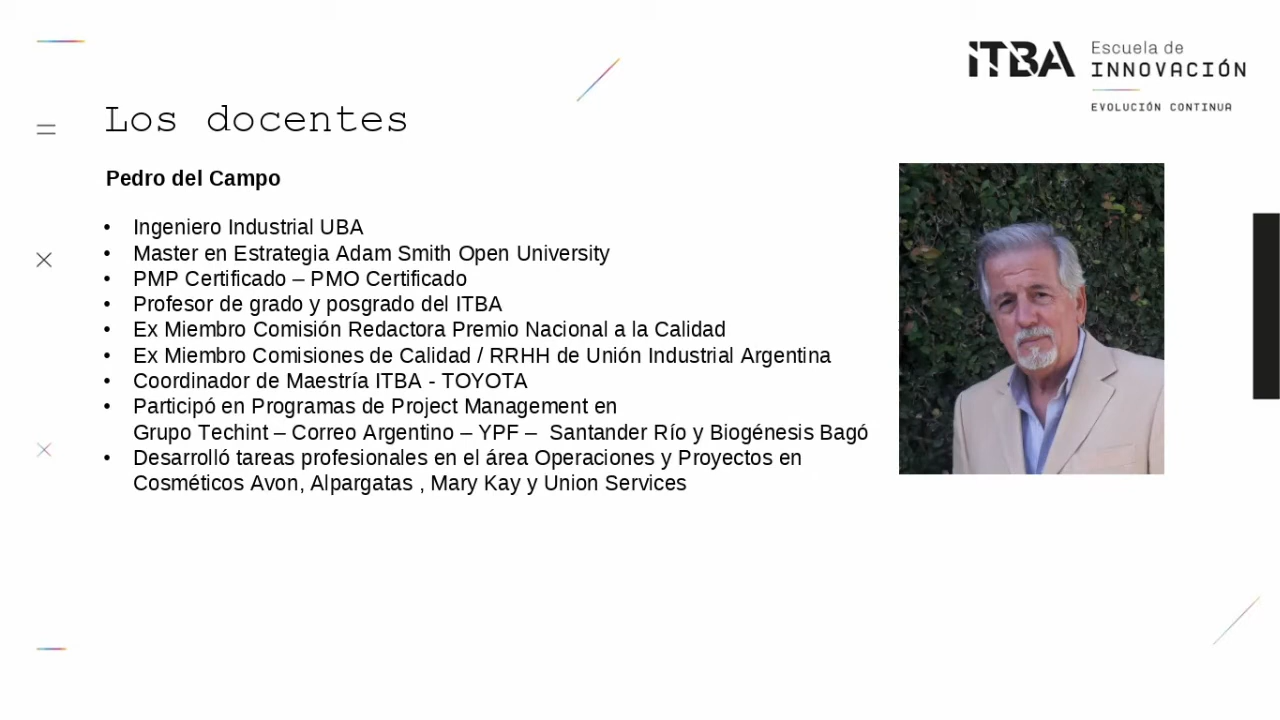 ITBA
Escuela de
INNOVACIÓN
EVOLUCIÓN CONTINUA
Los docentes
Pedro del Campo
• Ingeniero Industrial UBA
• Master en Estrategia Adam Smith Open University
• PMP Certificado – PMO Certificado
• Profesor de grado y posgrado del ITBA
• Ex Miembro Comisión Redactora Premio Nacional a la Calidad
• Ex Miembro Comisiones de Calidad / RRHH de Unión Industrial Argentina
• Coordinador de Maestría ITBA - TOYOTA
• Participó en Programas de Project Management en
Grupo Techint – Correo Argentino – YPF – Santander Río y Biogénesis Bagó
• Desarrolló tareas profesionales en el área Operaciones y Proyectos en
Cosméticos Avon, Alpargatas , Mary Kay y Union Services